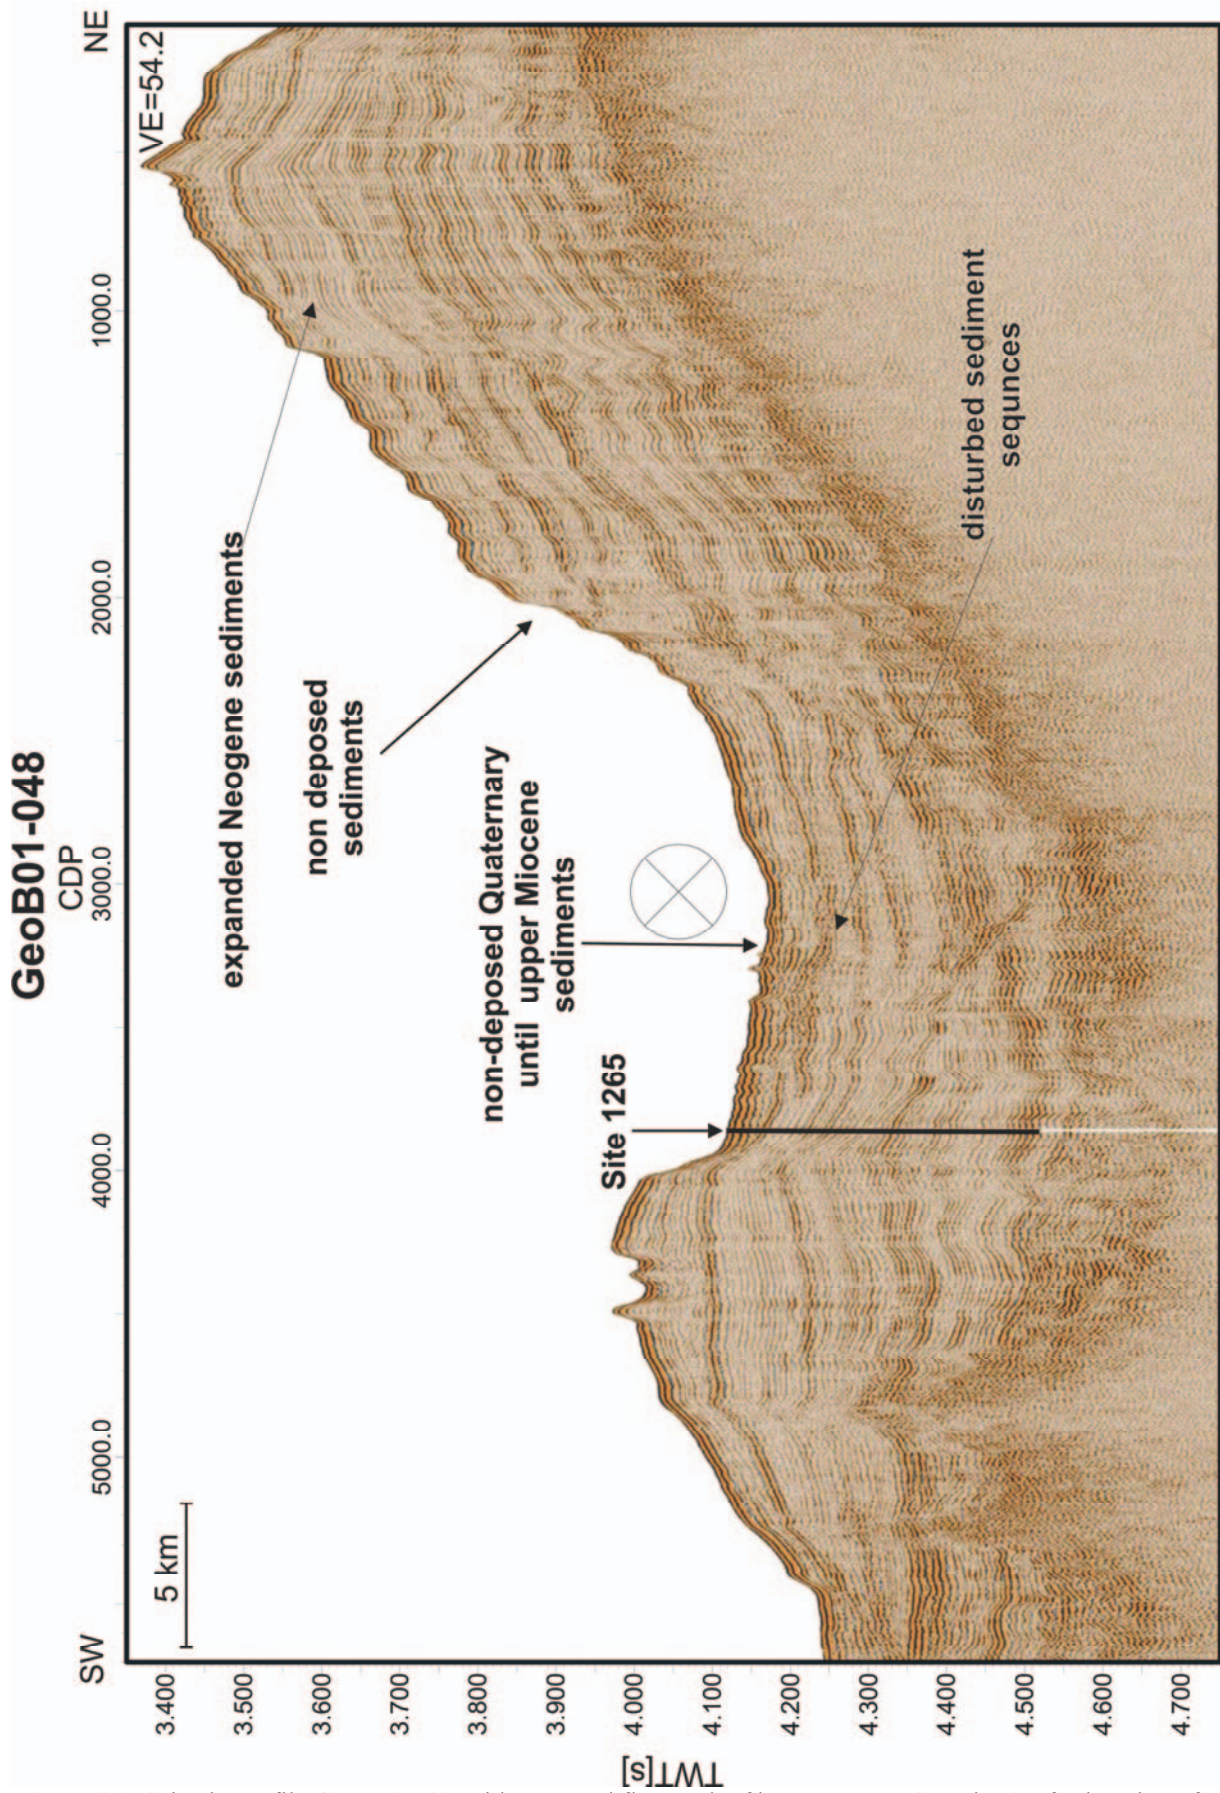 GeoB01-048
CDP
SW
5000.0
4000.0
3000.0
2000.0
1000.0
NE
VE=54.2
5 km
TWT[s]
3.400
3.500
3.600
3.700
3.800
3.900
4.000
4.100
4.200
4.300
4.400
4.500
4.600
4.700
expanded Neogene sediments
non deposed
sediments
non-deposed Quaternary
until upper Miocene
sediments
Site 1265
disturbed sediment
sequnces